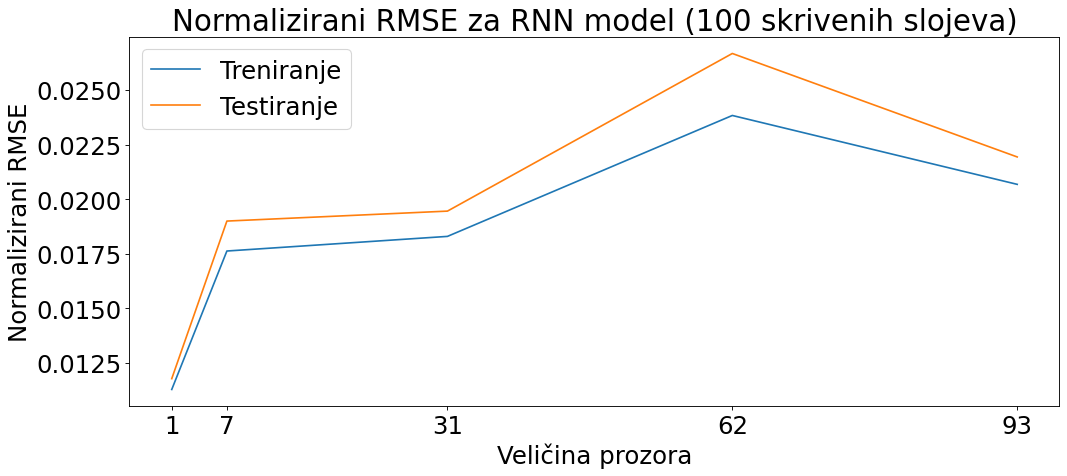 Normalizirani RMSE za RNN model (100 skrivenih slojeva)
Treniranje
Testiranje
Normalizirani RMSE
0.0250
0.0225
0.0200
0.0175
0.0150
0.0125
1 7 31 62 93
Veličina prozora